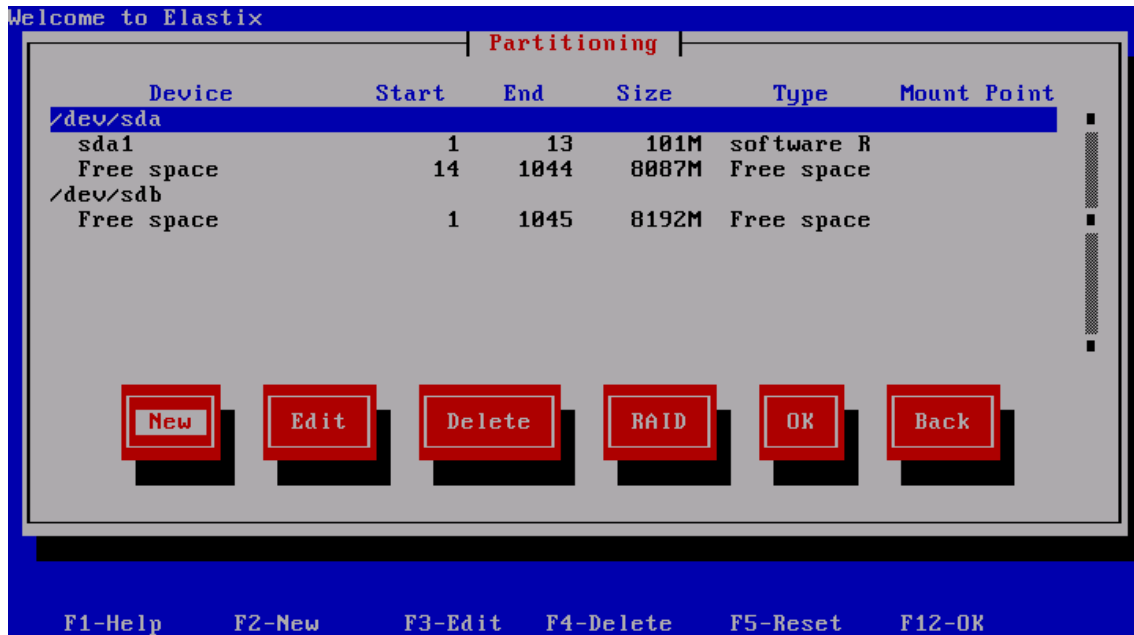 Welcome to Elastix
Partitioning
Device Start End Size Type Mount Point
/dev/sda
sda1 1 13 101M software R
Free space 14 1044 8087M Free space
/dev/sdb
Free space 1 1045 8192M Free space
New Edit Delete RAID OK Back
F1-Help F2-New F3-Edit F4-Delete F5-Reset F12-OK